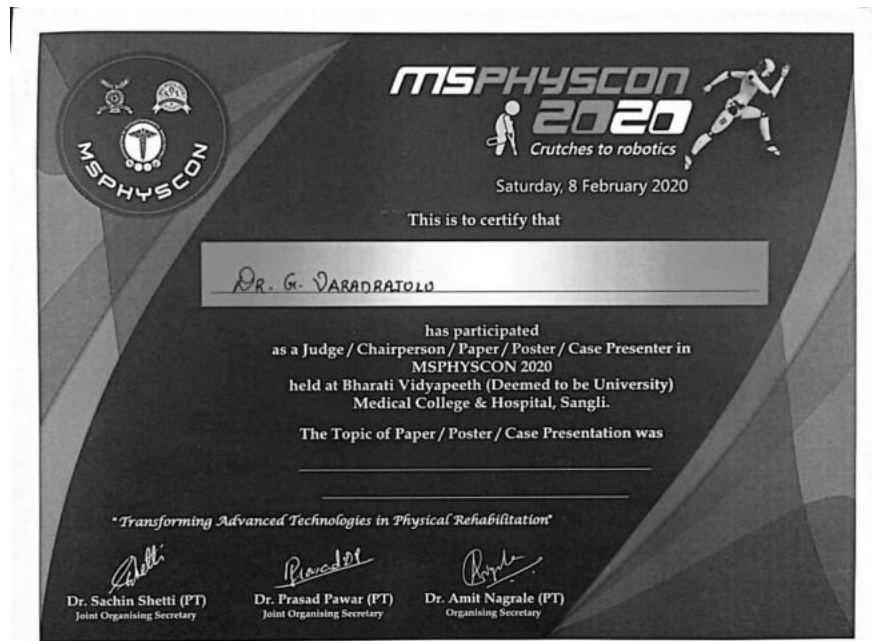 MSPHYSCON
MSPHYSCON
2020
Crutches to robotics
Saturday, 8 February 2020
This is to certify that
DR. G. VARADRAJULU
has participated
as a Judge / Chairperson / Paper / Poster / Case Presenter in
MSPHYSCON 2020
held at Bharati Vidyapeeth (Deemed to be University)
Medical College & Hospital, Sangli.
The Topic of Paper / Poster / Case Presentation was
"Transforming Advanced Technologies in Physical Rehabilitation"
Dr. Sachin Shetti (PT)
Joint Organising Secretary
Dr. Prasad Pawar (PT)
Joint Organising Secretary
Dr. Amit Nagrale (PT)
Organising Secretary